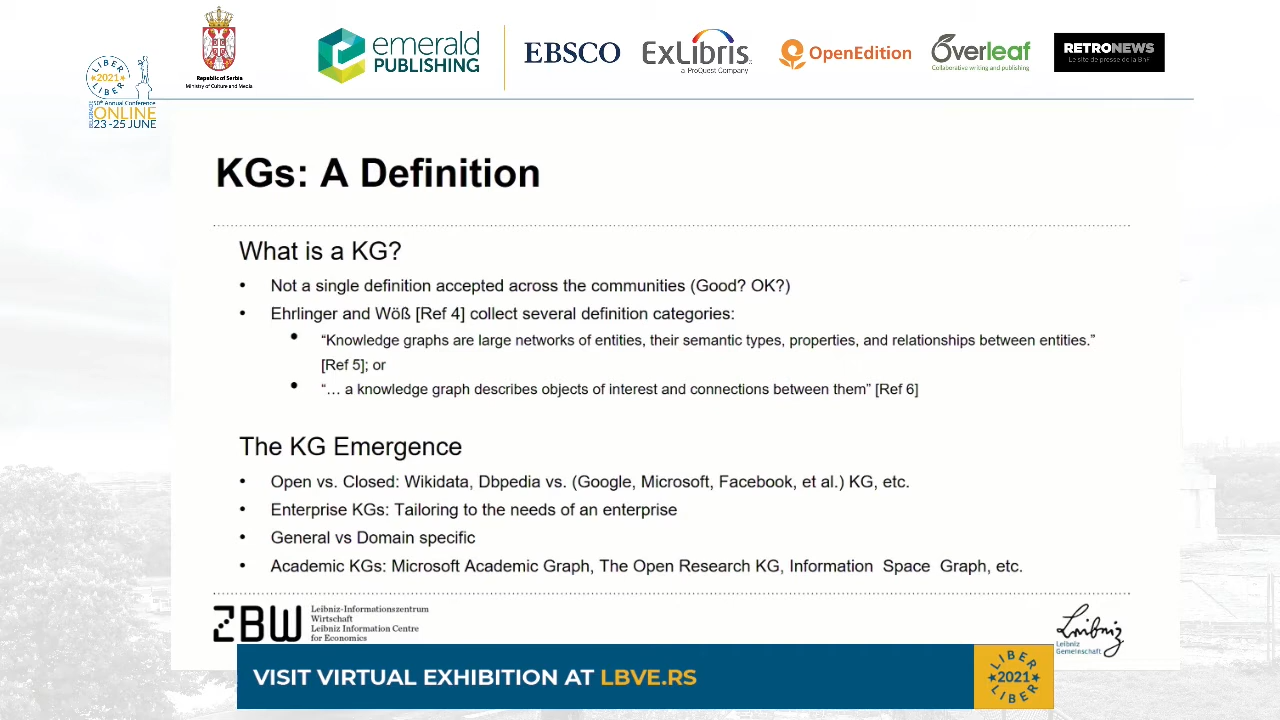 LIBER
2021
LIBER
50th Annual Conference
BELGRADE
ONLINE
23-25 JUNE
Republic of Serbia
Ministry of Culture and Media
emerald
PUBLISHING
EBSCO
ExLibris
a ProQuest Company
OpenEdition
Overleaf
Collaborative writing and publishing
RETRONEWS
Le site de presse de la BnF
KGs: A Definition
What is a KG?
• Not a single definition accepted across the communities (Good? OK?)
• Ehrlinger and Wöß [Ref 4] collect several definition categories:
• “Knowledge graphs are large networks of entities, their semantic types, properties, and relationships between entities.”
[Ref 5]; or
• “… a knowledge graph describes objects of interest and connections between them” [Ref 6]
The KG Emergence
• Open vs. Closed: Wikidata, Dbpedia vs. (Google, Microsoft, Facebook, et al.) KG, etc.
• Enterprise KGs: Tailoring to the needs of an enterprise
• General vs Domain specific
• Academic KGs: Microsoft Academic Graph, The Open Research KG, Information Space Graph, etc.
ZBW
Leibniz-Informationszentrum
Wirtschaft
Leibniz Information Centre
for Economics
Leibniz
Leibniz
Gemeinschaft
VISIT VIRTUAL EXHIBITION AT LBVE.RS
LIBER
2021
LIBER